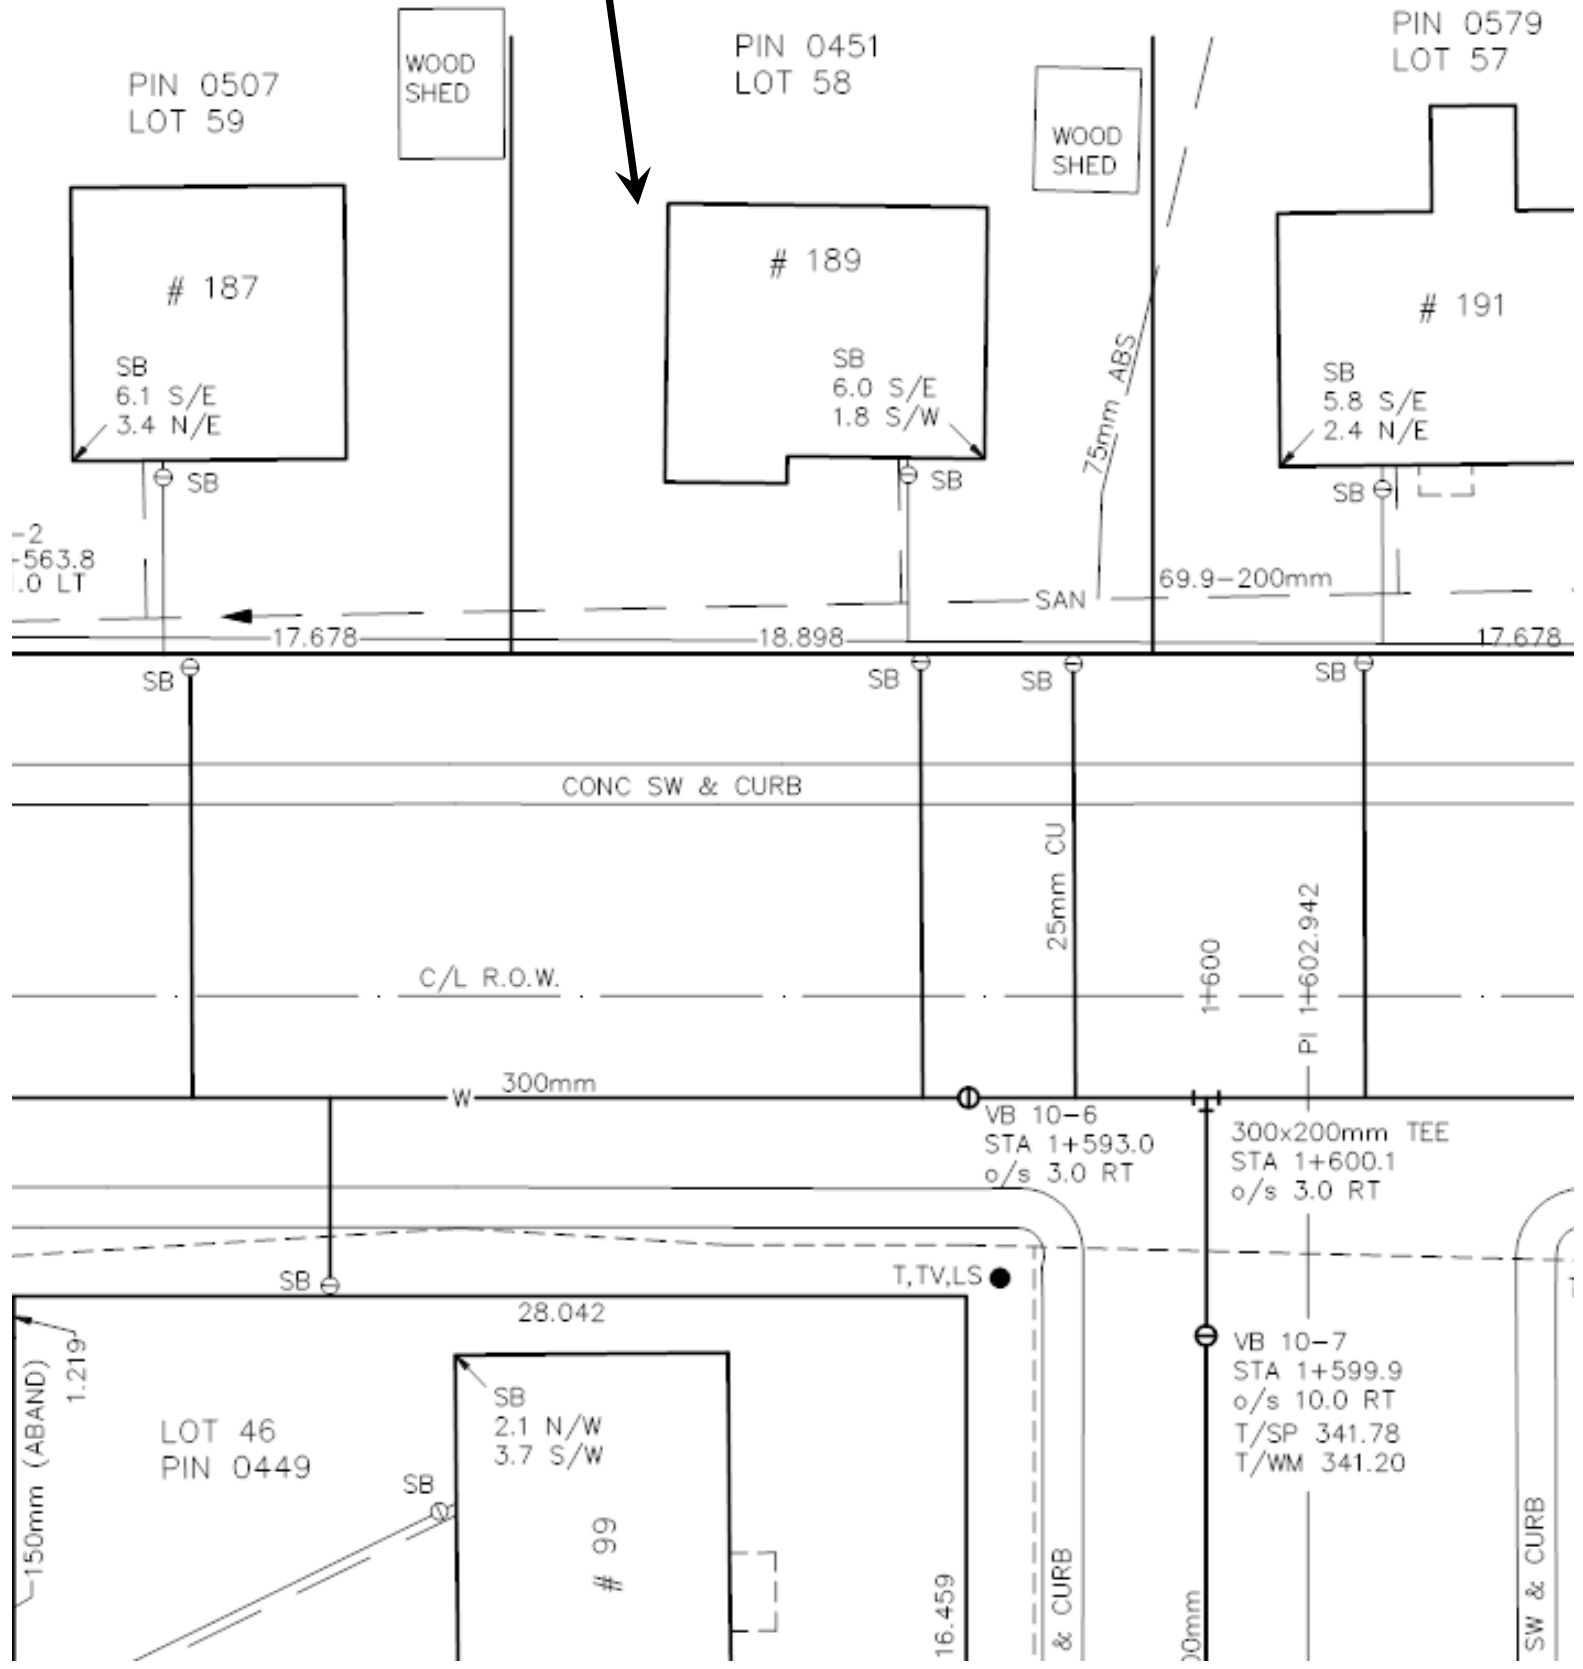 PIN 0507
LOT 59
WOOD
SHED
PIN 0451
LOT 58
WOOD
SHED
PIN 0579
LOT 57
# 187
# 189
# 191
SB
6.1 S/E
3.4 N/E
SB
6.0 S/E
1.8 S/W
75mm ABS
SB
5.8 S/E
2.4 N/E
SB
SB
SB
-2
-563.8
.0 LT
SAN
69.9-200mm
17.678
18.898
17.678
SB
SB
SB
SB
CONC SW & CURB
25mm CU
C/L R.O.W.
1+600
PI 1+602.942
W
300mm
VB 10-6
STA 1+593.0
o/s 3.0 RT
300x200mm TEE
STA 1+600.1
o/s 3.0 RT
SB
T,TV,LS
28.042
1.219
150mm (ABAND)
LOT 46
PIN 0449
SB
2.1 N/W
3.7 S/W
SB
# 99
16.459
& CURB
VB 10-7
STA 1+599.9
o/s 10.0 RT
T/SP 341.78
T/WM 341.20
00mm
SW & CURB